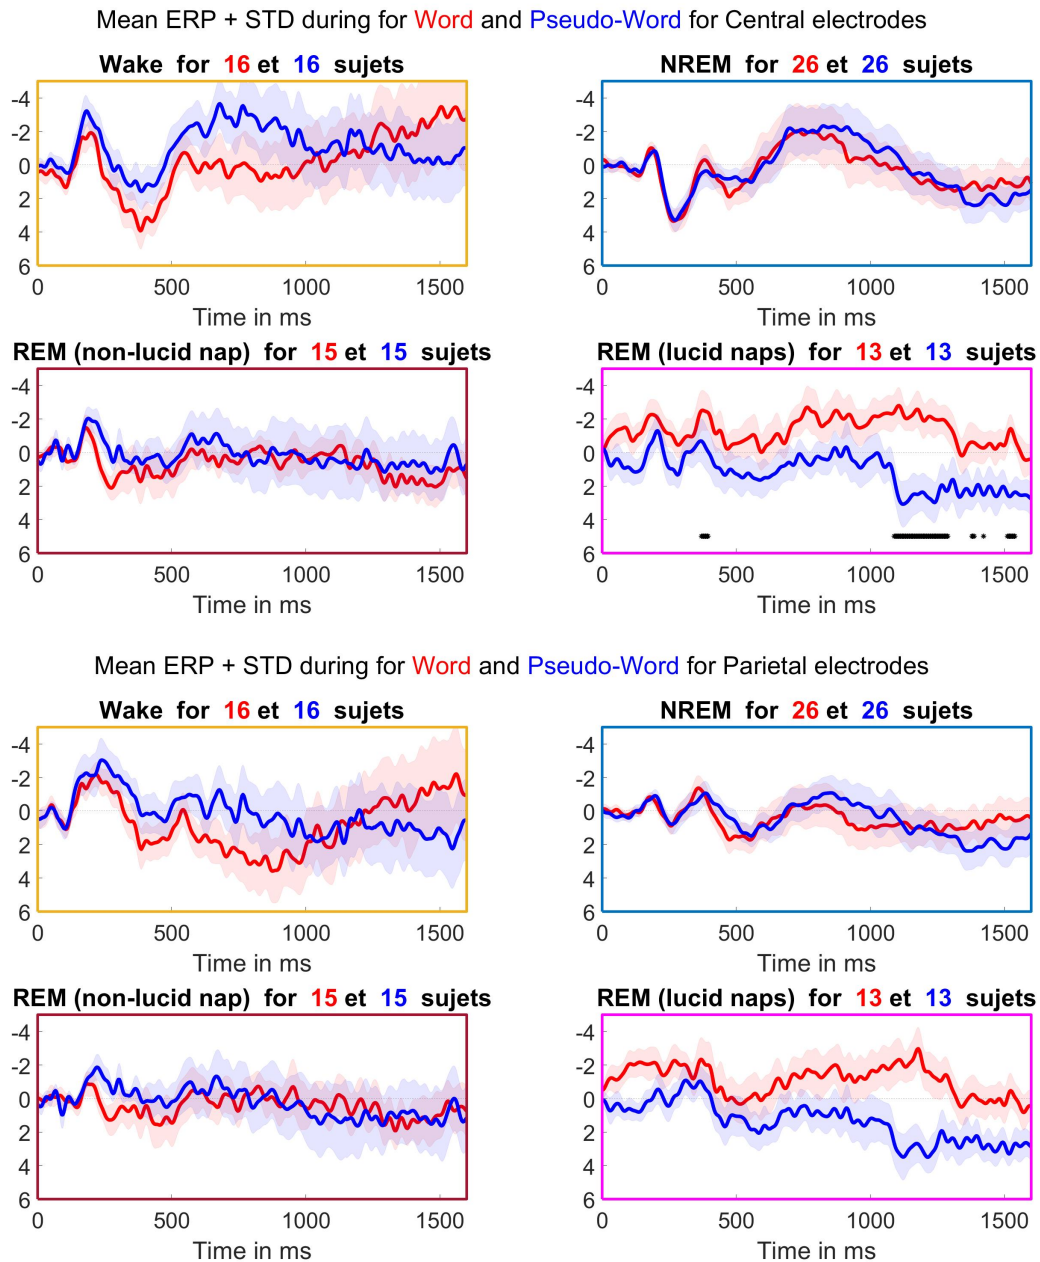 Mean ERP + STD during for Word and Pseudo-Word for Central electrodes
Wake for 16 et 16 sujets
NREM for 26 et 26 sujets
-4
-2
0
2
4
6
0 500 1000 1500
Time in ms
-4
-2
0
2
4
6
0 500 1000 1500
Time in ms
REM (non-lucid nap) for 15 et 15 sujets
REM (lucid naps) for 13 et 13 sujets
-4
-2
0
2
4
6
0 500 1000 1500
Time in ms
-4
-2
0
2
4
6
0 500 1000 1500
Time in ms
Mean ERP + STD during for Word and Pseudo-Word for Parietal electrodes
Wake for 16 et 16 sujets
NREM for 26 et 26 sujets
-4
-2
0
2
4
6
0 500 1000 1500
Time in ms
-4
-2
0
2
4
6
0 500 1000 1500
Time in ms
REM (non-lucid nap) for 15 et 15 sujets
REM (lucid naps) for 13 et 13 sujets
-4
-2
0
2
4
6
0 500 1000 1500
Time in ms
-4
-2
0
2
4
6
0 500 1000 1500
Time in ms